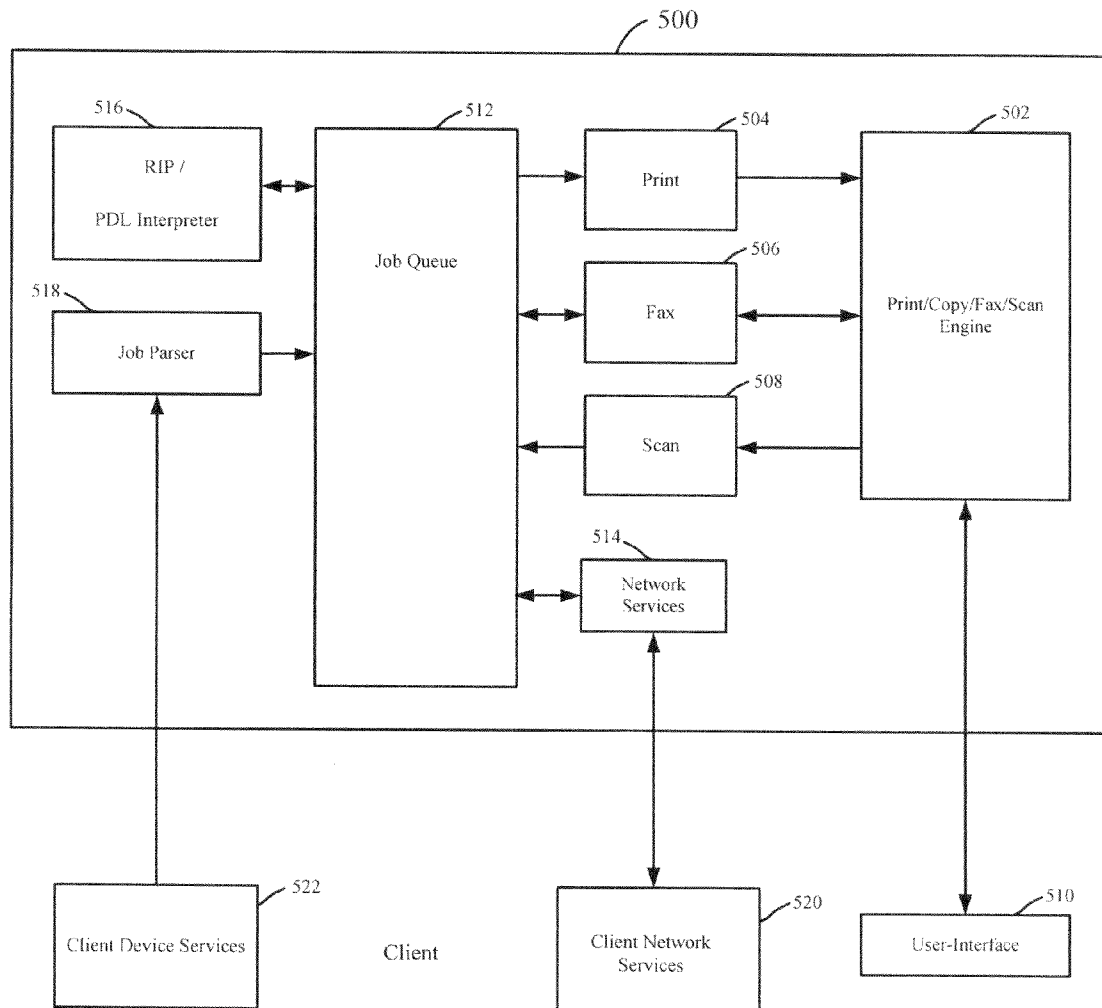 500
516
RIP /
PDL Interpreter
512
Job Queue
504
Print
502
Print/Copy/Fax/Scan
Engine
506
Fax
518
Job Parser
508
Scan
514
Network
Services
522
Client Device Services
Client
520
Client Network
Services
510
User-Interface